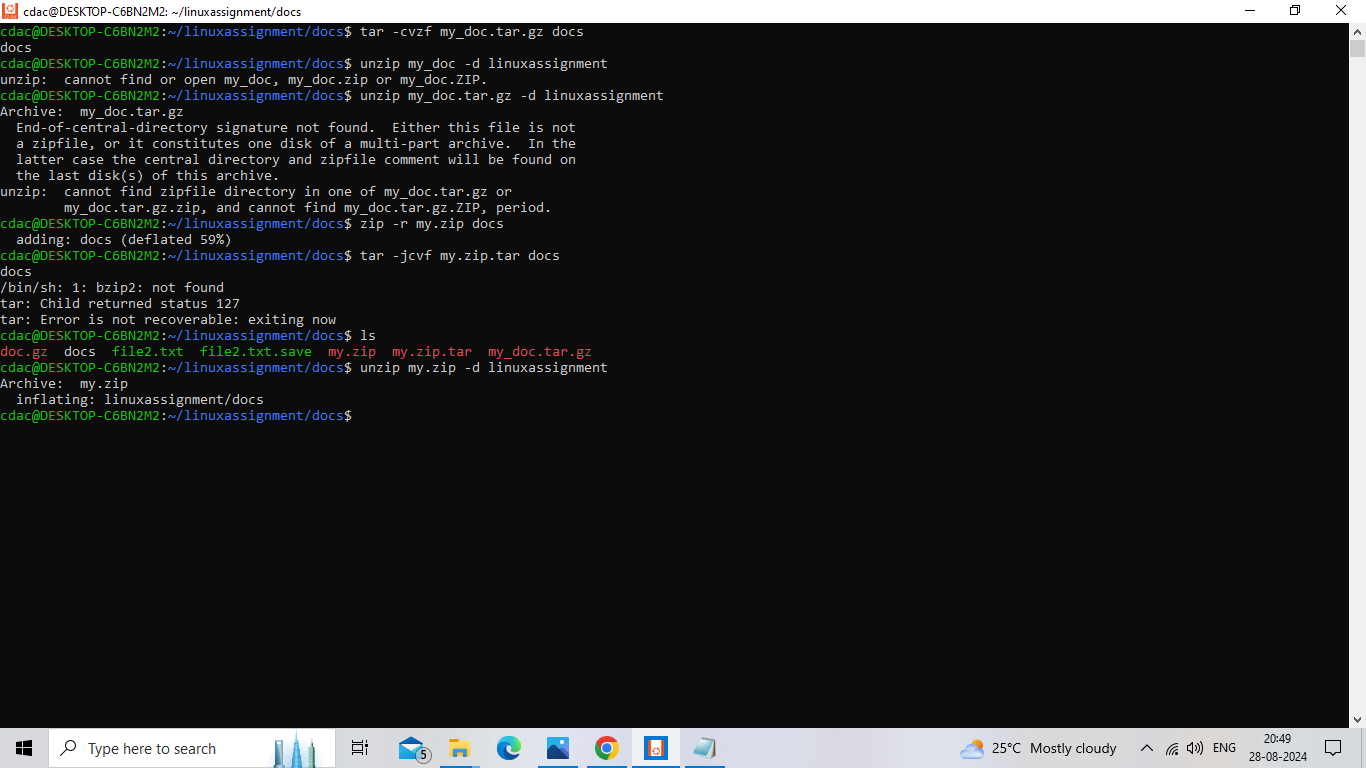 cdac@DESKTOP-C6BN2M2: ~/linuxassignment/docs
cdac@DESKTOP-C6BN2M2:~/linuxassignment/docs$ tar -cvzf my_doc.tar.gz docs
docs
cdac@DESKTOP-C6BN2M2:~/linuxassignment/docs$ unzip my_doc -d linuxassignment
unzip:  cannot find or open my_doc, my_doc.zip or my_doc.ZIP.
cdac@DESKTOP-C6BN2M2:~/linuxassignment/docs$ unzip my_doc.tar.gz -d linuxassignment
Archive:  my_doc.tar.gz
  End-of-central-directory signature not found.  Either this file is not
  a zipfile, or it constitutes one disk of a multi-part archive.  In the
  latter case the central directory and zipfile comment will be found on
  the last disk(s) of this archive.
unzip:  cannot find zipfile directory in one of my_doc.tar.gz or
        my_doc.tar.gz.zip, and cannot find my_doc.tar.gz.ZIP, period.
cdac@DESKTOP-C6BN2M2:~/linuxassignment/docs$ zip -r my.zip docs
  adding: docs (deflated 59%)
cdac@DESKTOP-C6BN2M2:~/linuxassignment/docs$ tar -jcvf my.zip.tar docs
docs
/bin/sh: 1: bzip2: not found
tar: Child returned status 127
tar: Error is not recoverable: exiting now
cdac@DESKTOP-C6BN2M2:~/linuxassignment/docs$ ls
doc.gz  docs  file2.txt  file2.txt.save  my.zip  my.zip.tar  my_doc.tar.gz
cdac@DESKTOP-C6BN2M2:~/linuxassignment/docs$ unzip my.zip -d linuxassignment
Archive:  my.zip
  inflating: linuxassignment/docs
cdac@DESKTOP-C6BN2M2:~/linuxassignment/docs$
Type here to search
5
25°C Mostly cloudy
ENG
20:49
28-08-2024